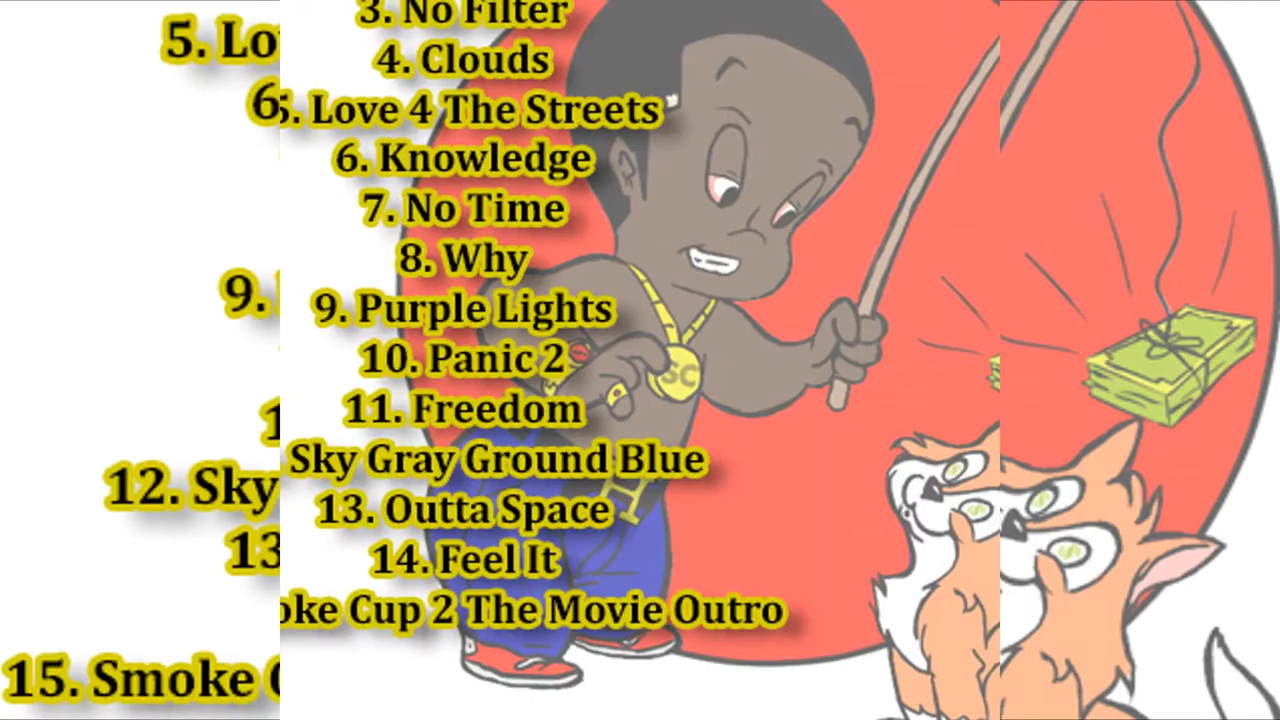 3. No Filter
4. Clouds
5. Love 4 The Streets
6. Knowledge
7. No Time
8. Why
9. Purple Lights
10. Panic 2
11. Freedom
Sky Gray Ground Blue
13. Outta Space
14. Feel It
oke Cup 2 The Movie Outro
SC
5. Lo
6
9.
1
12. Sky
13
15. Smoke